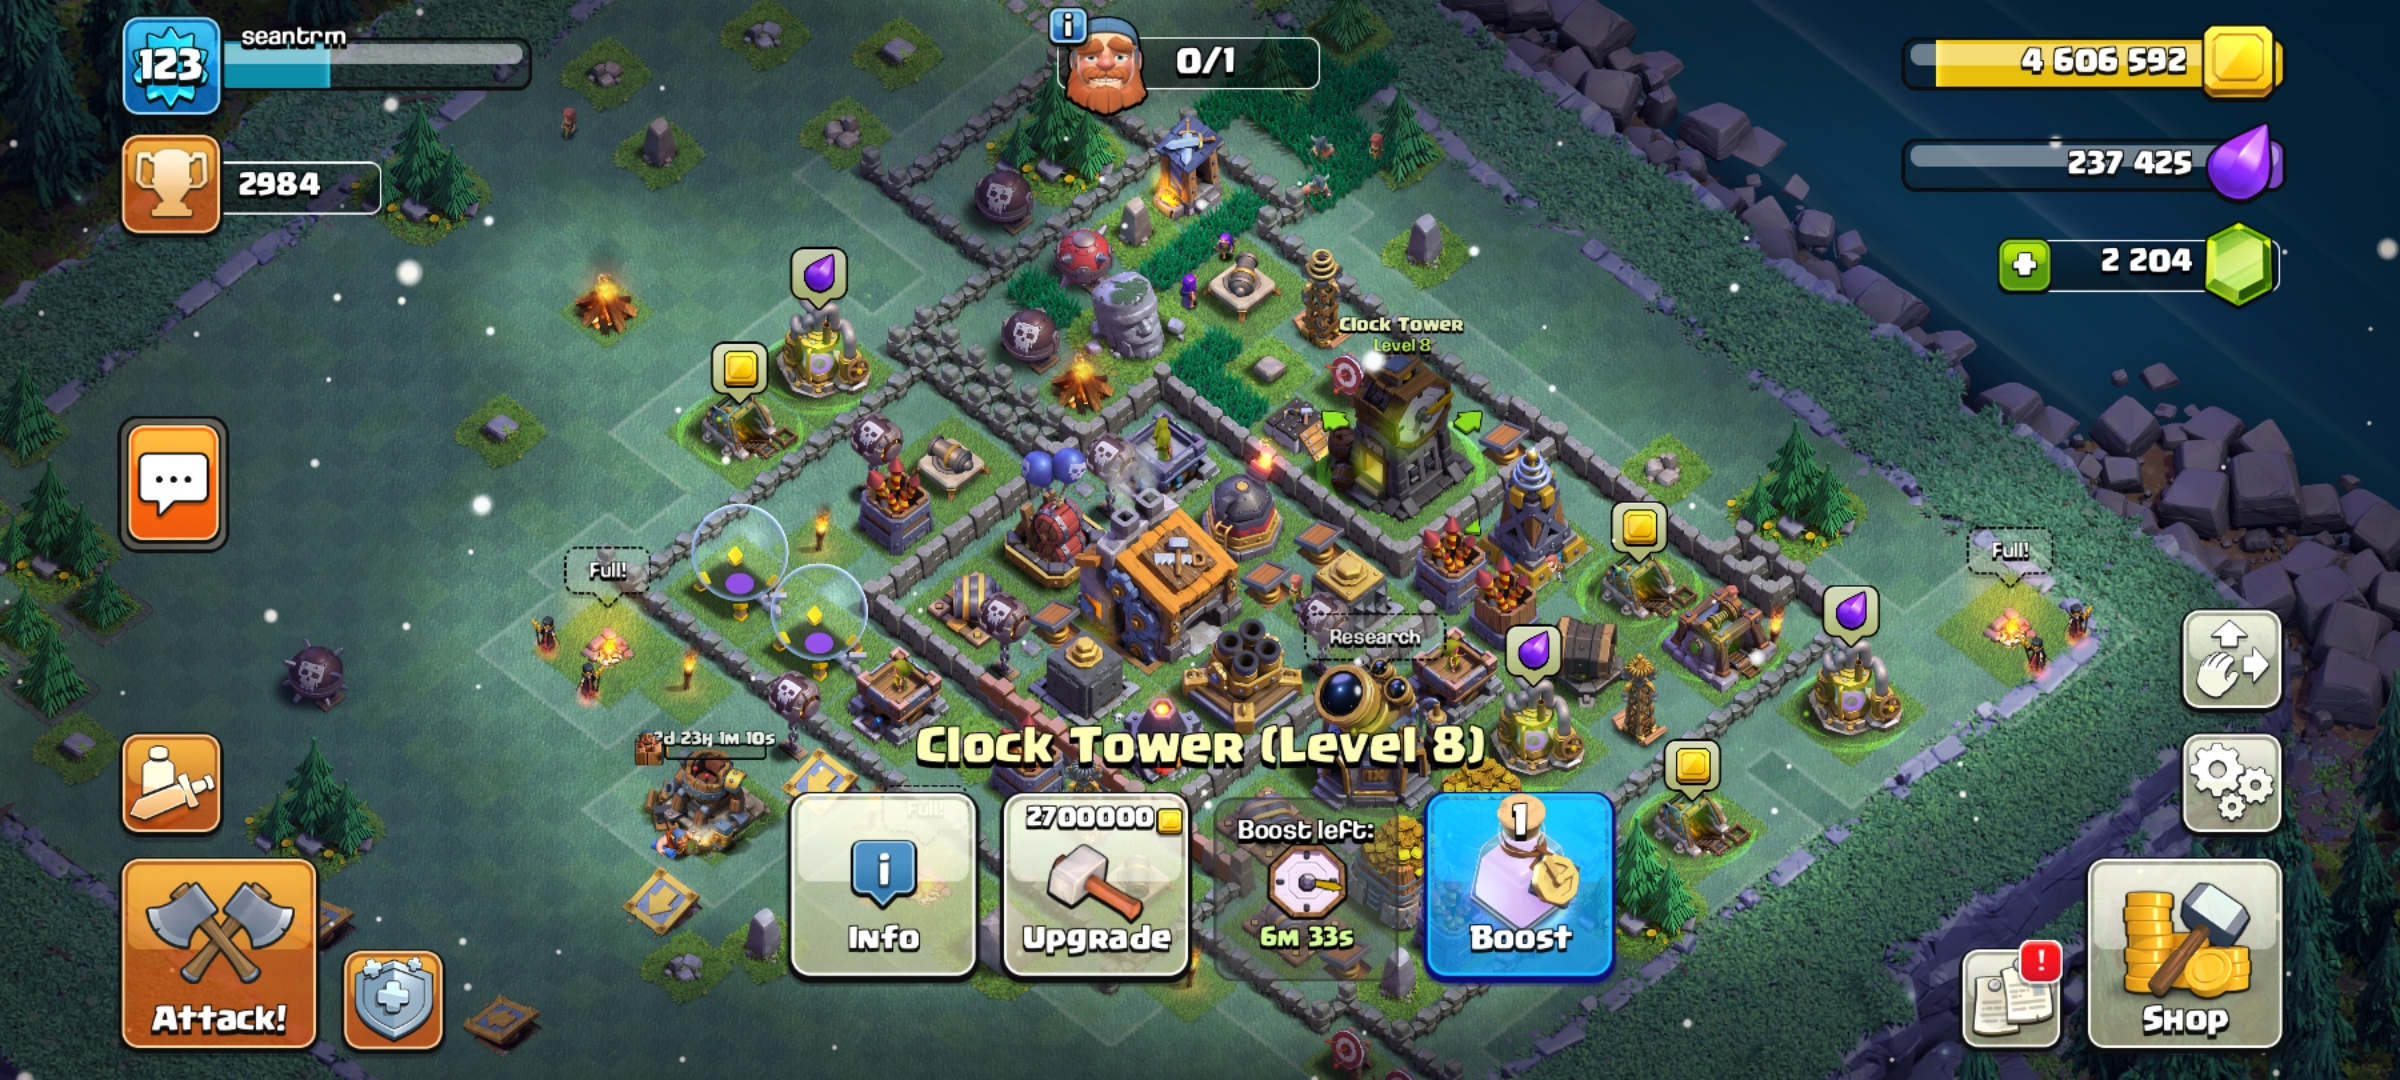 seantrm
123
0/1
4 606 592
2984
237 425
2 204
Clock Tower
Level 8
Full!
Full!
Research
2d 23h 1m 10s
Clock Tower (Level 8)
Full!
2700000
Boost left:
1
Info
Upgrade
6m 33s
Boost
Attack!
!
Shop